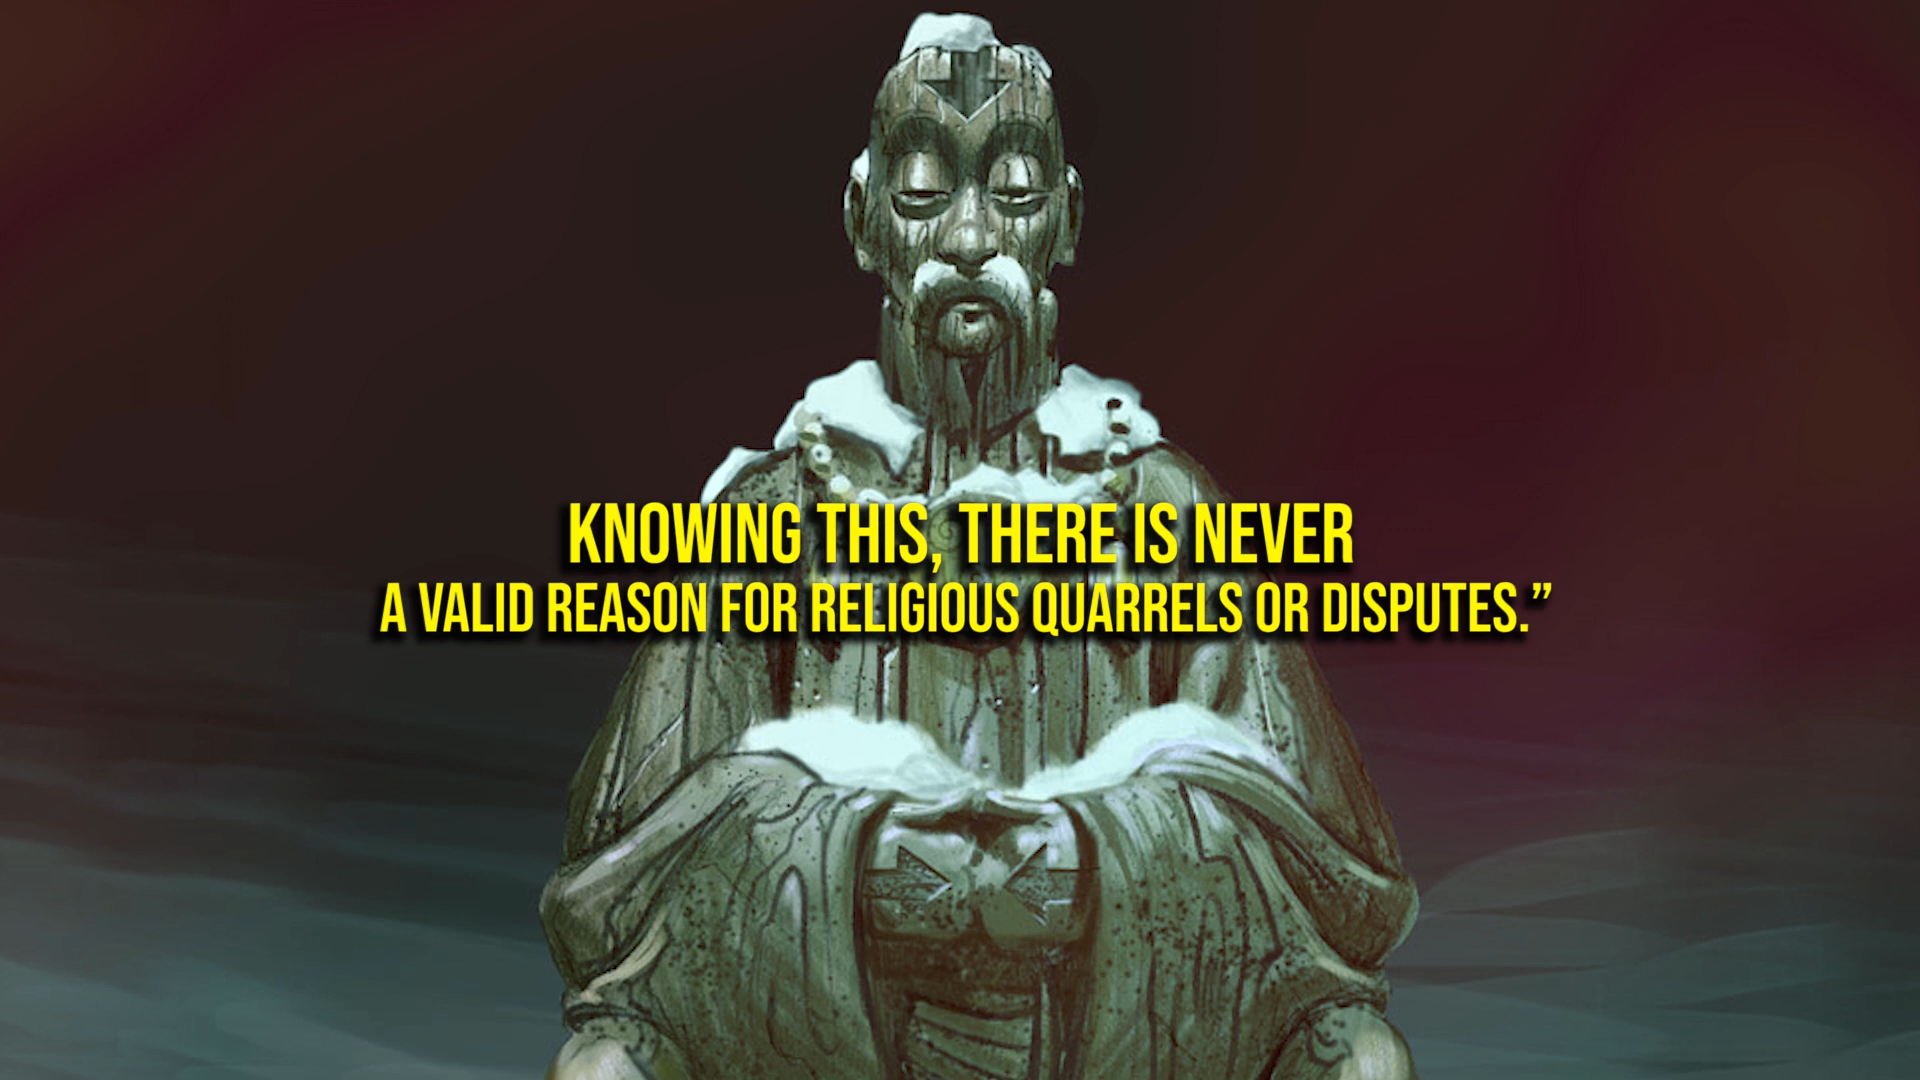 KNOWING THIS, THERE IS NEVER
A VALID REASON FOR RELIGIOUS QUARRELS OR DISPUTES.”